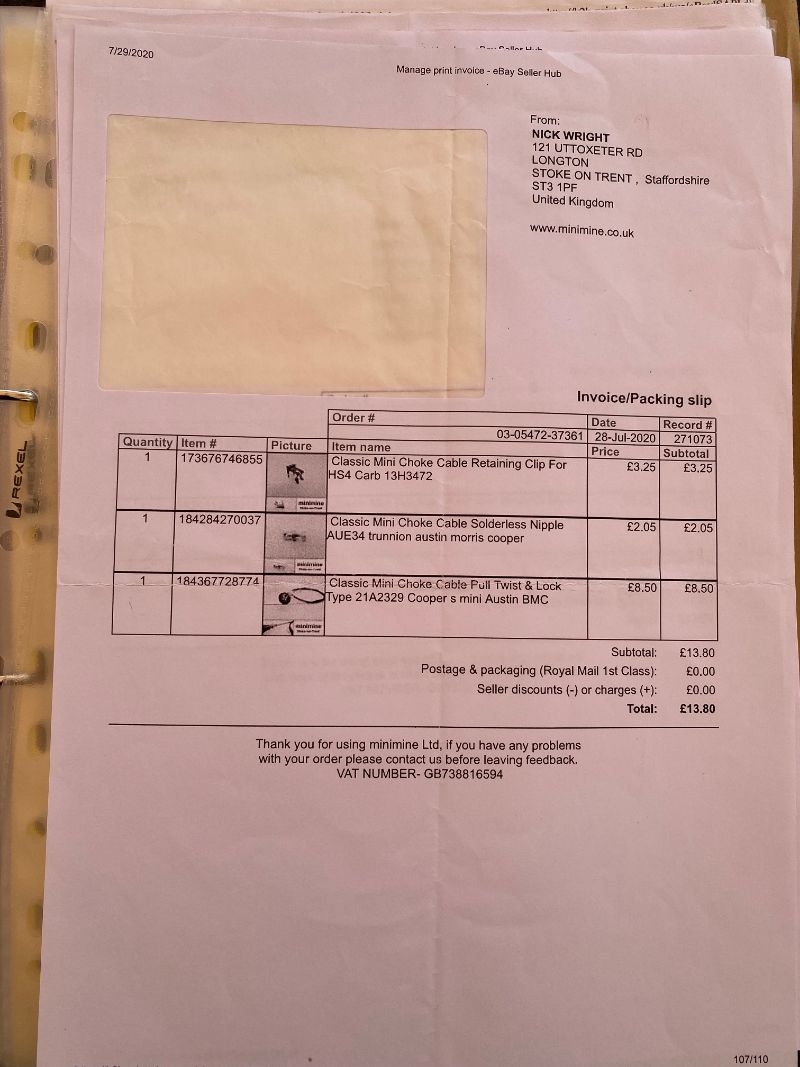 7/29/2020
Manage print invoice - eBay Seller Hub
From:
NICK WRIGHT
121 UTTOXETER RD
LONGTON
STOKE ON TRENT , Staffordshire
ST3 1PF
United Kingdom
www.minimine.co.uk
Invoice/Packing slip
Order # Date Record #
03-05472-37361 28-Jul-2020 271073
Quantity Item # Picture Item name Price Subtotal
1 173676746855 Classic Mini Choke Cable Retaining Clip For £3.25 £3.25
HS4 Carb 13H3472
minimine
1 184284270037 Classic Mini Choke Cable Solderless Nipple £2.05 £2.05
AUE34 trunnion austin morris cooper
minimine
1 184367728774 Classic Mini Choke Cable Pull Twist & Lock £8.50 £8.50
Type 21A2329 Cooper s mini Austin BMC
minimine
Stoke-on-Trent
Subtotal: £13.80
Postage & packaging (Royal Mail 1st Class): £0.00
Seller discounts (-) or charges (+): £0.00
Total: £13.80
Thank you for using minimine Ltd, if you have any problems
with your order please contact us before leaving feedback.
VAT NUMBER- GB738816594
107/110
REXEL